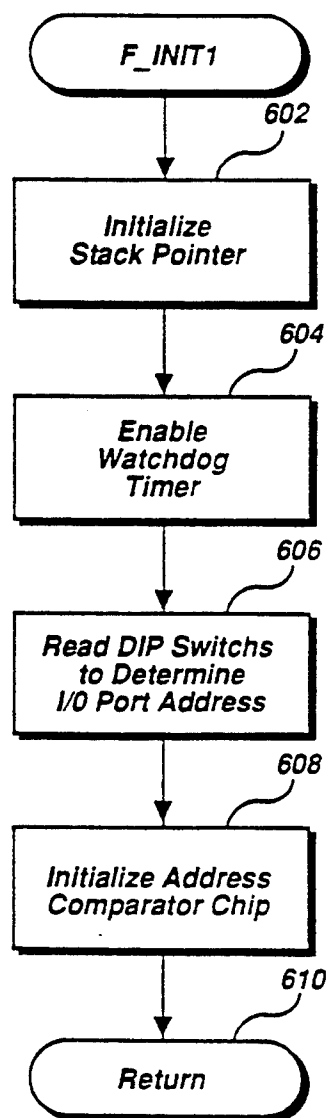 F_INIT1
602
Initialize
Stack Pointer
604
Enable
Watchdog
Timer
606
Read DIP Switchs
to Determine
I/0 Port Address
608
Initialize Address
Comparator Chip
610
Return